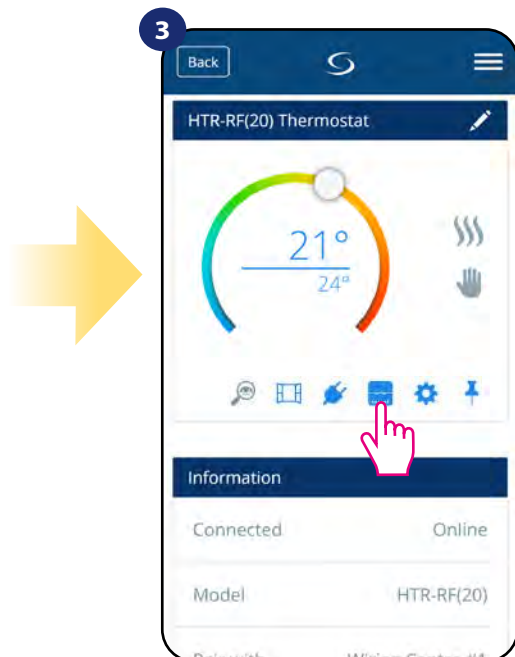 3
Back
HTR-RF(20) Thermostat
21°
24°
Information
Connected Online
Model HTR-RF(20)